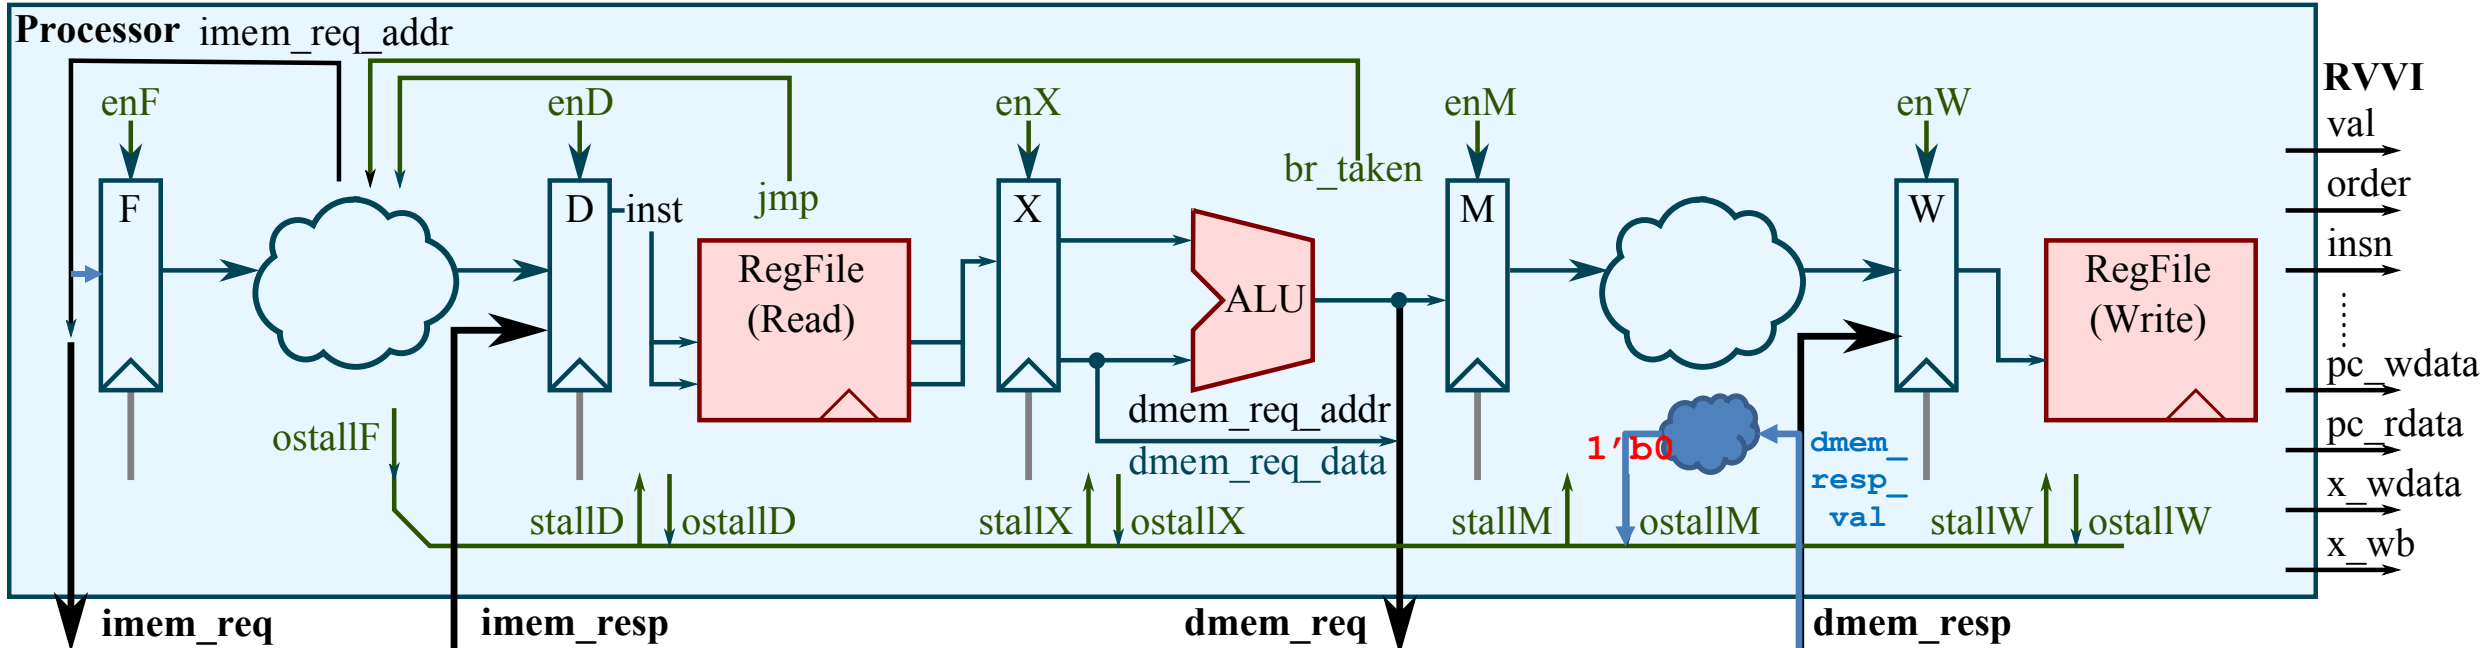 Processor imem_req_addr
RVVI
enF
enD
enX
enM
enW
val
br_taken
order
F
D
inst
jmp
X
M
W
insn
RegFile
(Read)
ALU
RegFile
(Write)
pc_wdata
dmem_req_addr
ostallF
1'b0
dmem_
resp_
val
pc_rdata
dmem_req_data
x_wdata
stallD
ostallD
stallX
ostallX
stallM
ostallM
stallW
ostallW
x_wb
imem_req
imem_resp
dmem_req
dmem_resp